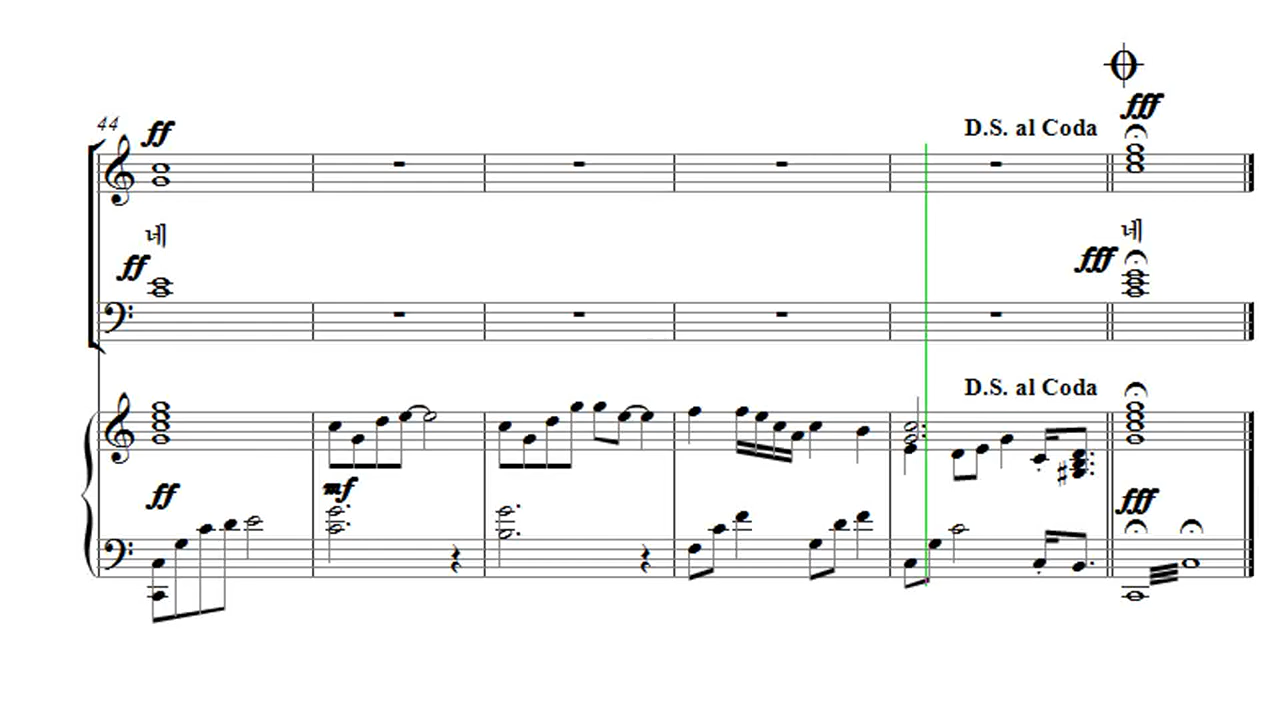 44
ff
fff
D.S. al Coda
네
네
ff
fff
D.S. al Coda
ff
mf
fff